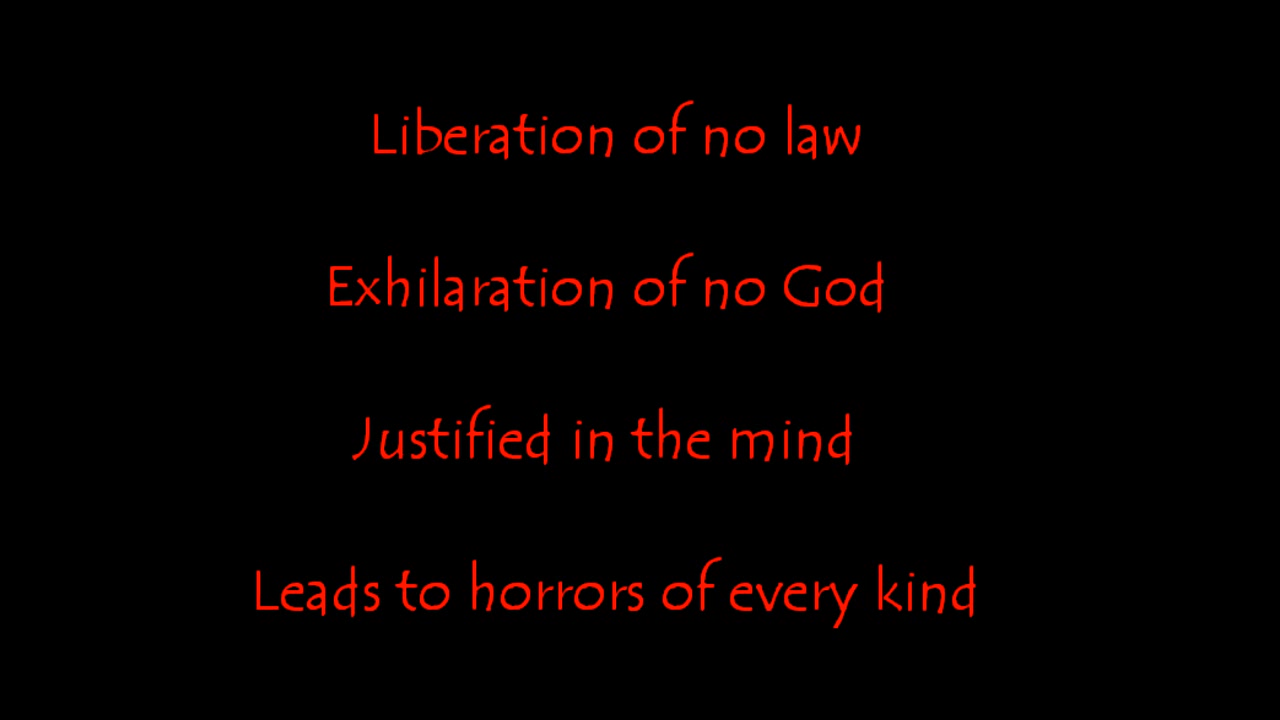 Liberation of no law
Exhilaration of no God
Justified in the mind
Leads to horrors of every kind